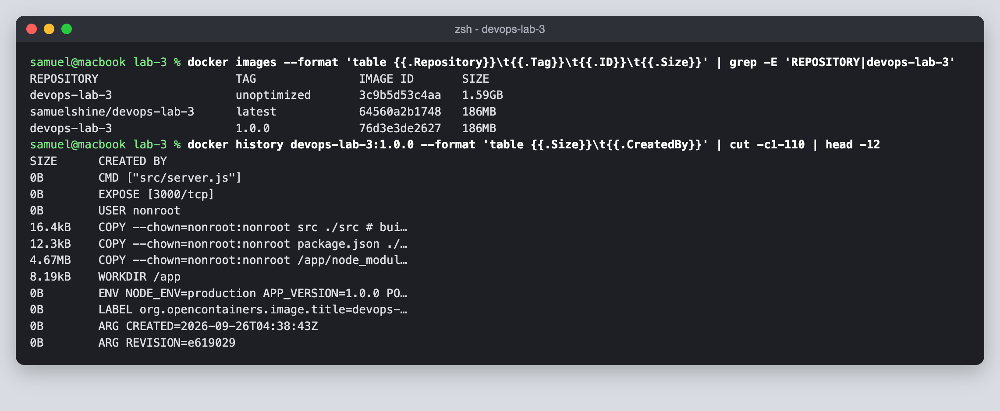 zsh - devops-lab-3
samuel@macbook lab-3 % docker images --format 'table {{.Repository}}\t{{.Tag}}\t{{.ID}}\t{{.Size}}' | grep -E 'REPOSITORY|devops-lab-3'
REPOSITORY                    TAG               IMAGE ID       SIZE
devops-lab-3                  unoptimized       3c9b5d53c4aa   1.59GB
samuelshine/devops-lab-3      latest            64560a2b1748   186MB
devops-lab-3                  1.0.0             76d3e3de2627   186MB
samuel@macbook lab-3 % docker history devops-lab-3:1.0.0 --format 'table {{.Size}}\t{{.CreatedBy}}' | cut -c1-110 | head -12
SIZE      CREATED BY
0B        CMD ["src/server.js"]
0B        EXPOSE [3000/tcp]
0B        USER nonroot
16.4kB    COPY --chown=nonroot:nonroot src ./src # bui…
12.3kB    COPY --chown=nonroot:nonroot package.json ./…
4.67MB    COPY --chown=nonroot:nonroot /app/node_modul…
8.19kB    WORKDIR /app
0B        ENV NODE_ENV=production APP_VERSION=1.0.0 PO…
0B        LABEL org.opencontainers.image.title=devops-…
0B        ARG CREATED=2026-09-26T04:38:43Z
0B        ARG REVISION=e619029